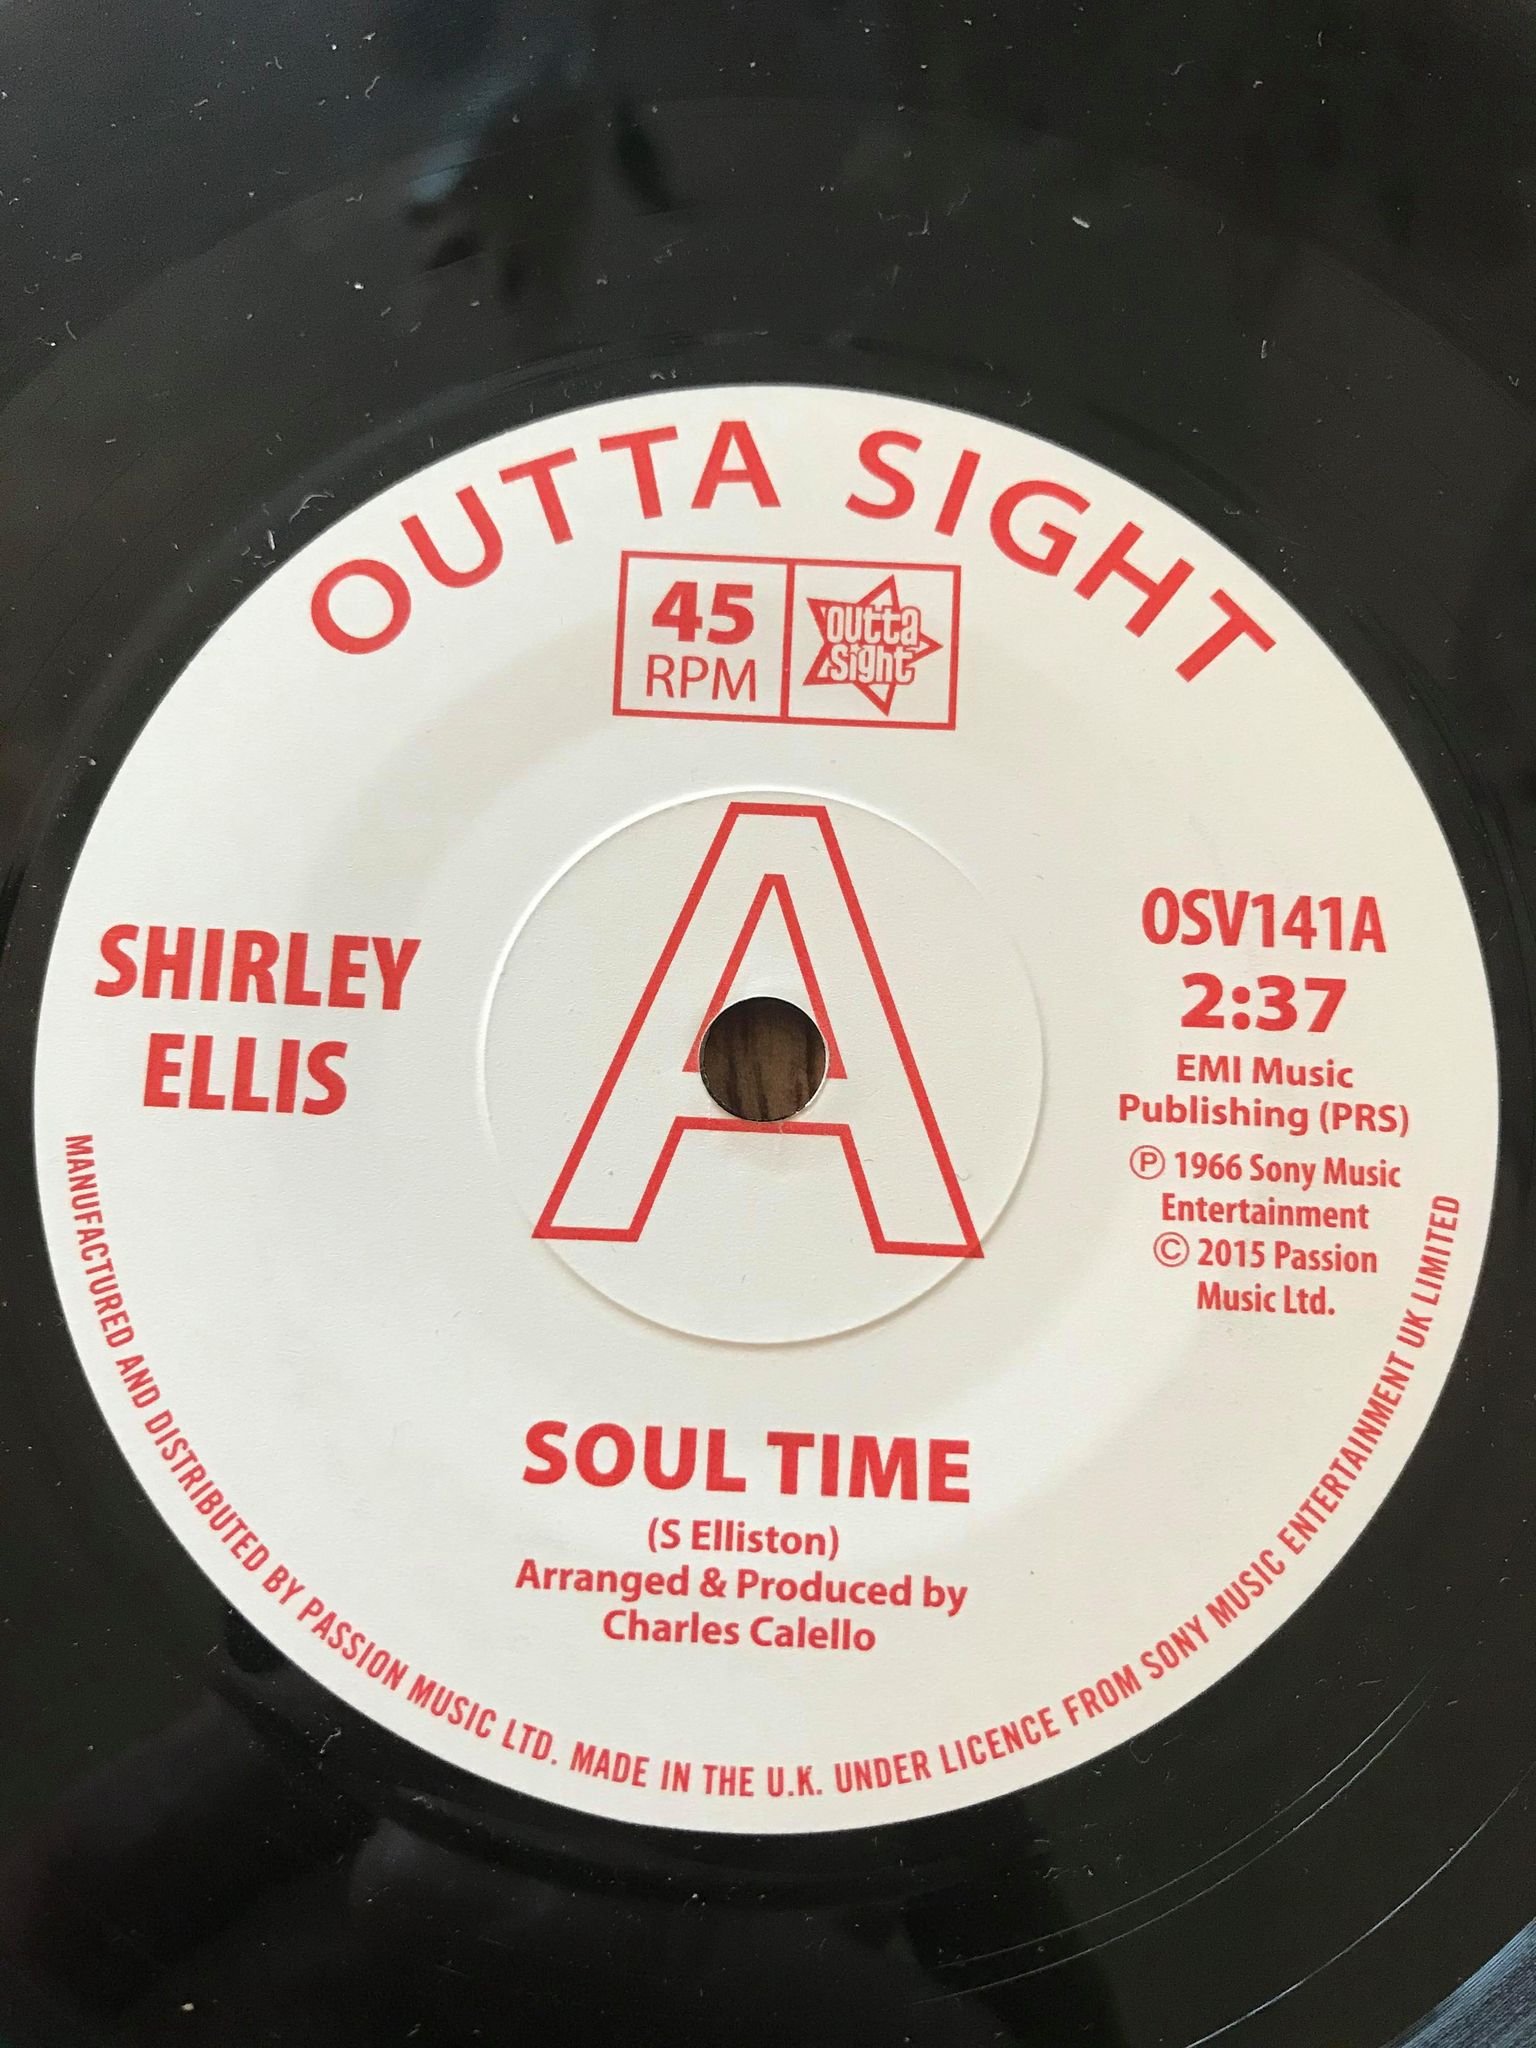 OUTTA SIGHT
45
RPM
outta
sight
A
SHIRLEY
ELLIS
OSV141A
2:37
EMI Music
Publishing (PRS)
℗ 1966 Sony Music
Entertainment
© 2015 Passion
Music Ltd.
SOUL TIME
(S Elliston)
Arranged & Produced by
Charles Calello
MANUFACTURED AND DISTRIBUTED BY PASSION MUSIC LTD. MADE IN THE U.K. UNDER LICENCE FROM SONY MUSIC ENTERTAINMENT UK LIMITED